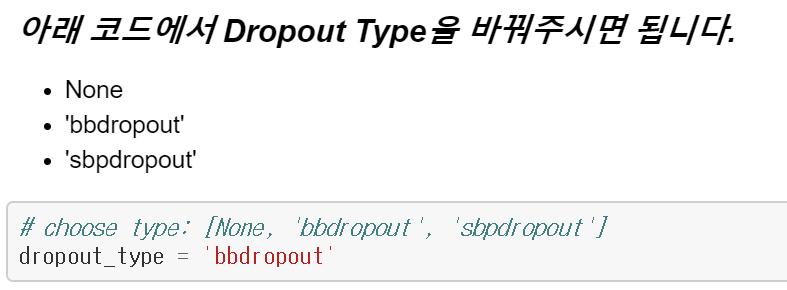 아래 코드에서 Dropout Type을 바꿔주시면 됩니다.
• None
• 'bbdropout'
• 'sbpdropout'
# choose type: [None, 'bbdropout', 'sbpdropout']
dropout_type = 'bbdropout'